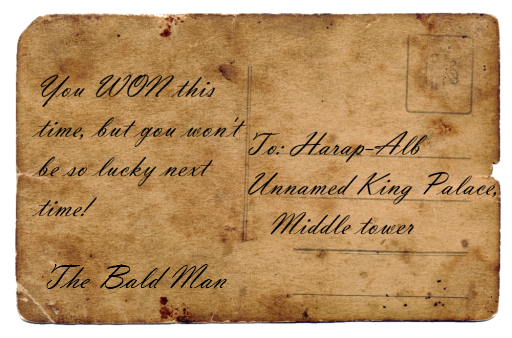 You WON this
time, but you won't
be so lucky next
time!
The Bald Man
To: Harap-Alb
Unnamed King Palace,
Middle tower